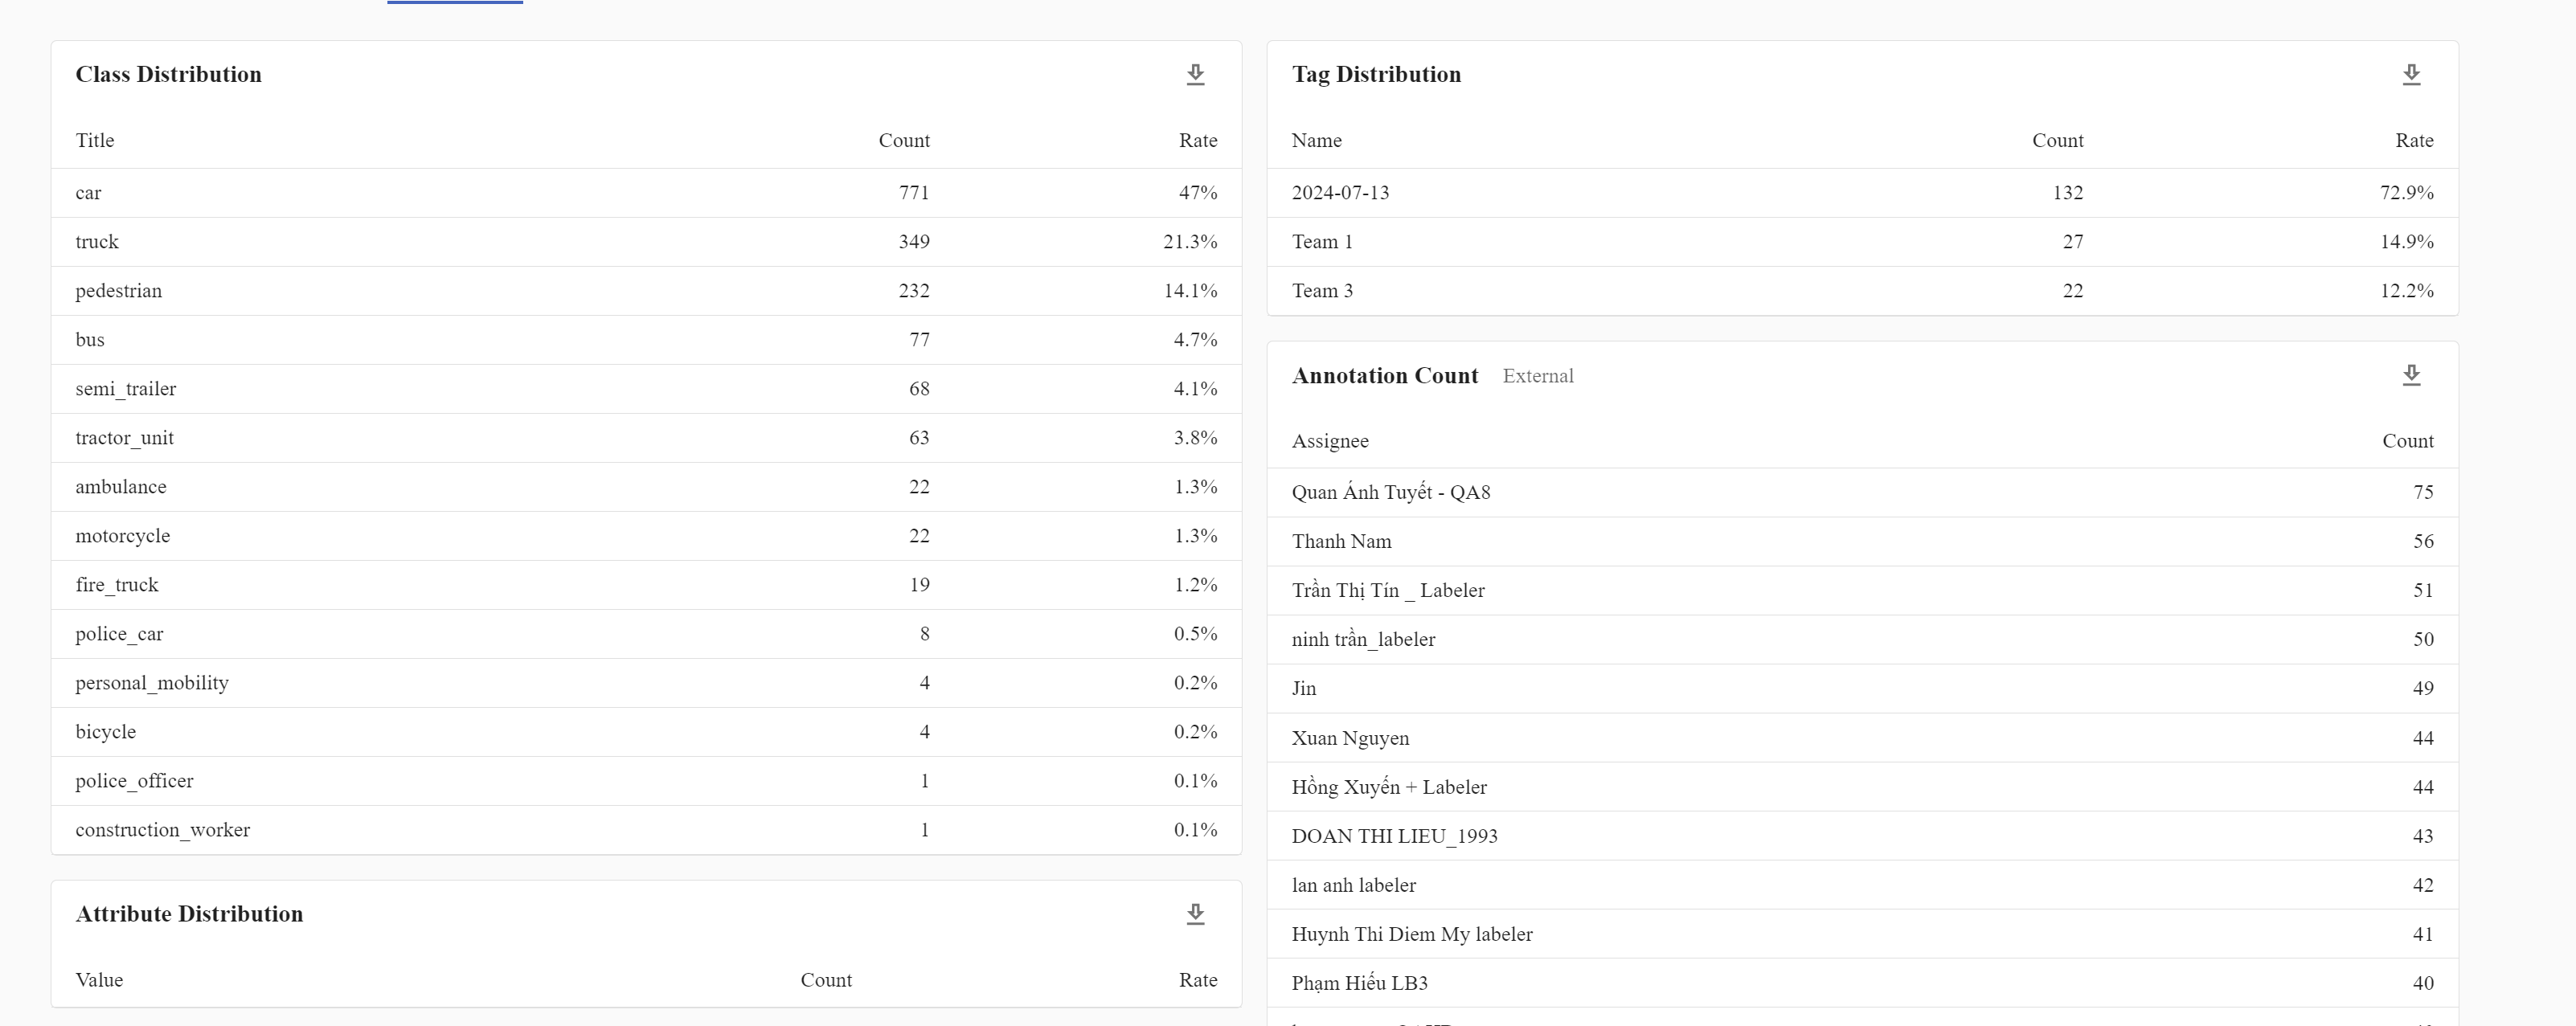 Class Distribution
Title Count Rate
car 771 47%
truck 349 21.3%
pedestrian 232 14.1%
bus 77 4.7%
semi_trailer 68 4.1%
tractor_unit 63 3.8%
ambulance 22 1.3%
motorcycle 22 1.3%
fire_truck 19 1.2%
police_car 8 0.5%
personal_mobility 4 0.2%
bicycle 4 0.2%
police_officer 1 0.1%
construction_worker 1 0.1%
Attribute Distribution
Value Count Rate
Tag Distribution
Name Count Rate
2024-07-13 132 72.9%
Team 1 27 14.9%
Team 3 22 12.2%
Annotation Count External
Assignee Count
Quan Ánh Tuyết - QA8 75
Thanh Nam 56
Trần Thị Tín _ Labeler 51
ninh trần_labeler 50
Jin 49
Xuan Nguyen 44
Hồng Xuyến + Labeler 44
DOAN THI LIEU_1993 43
lan anh labeler 42
Huynh Thi Diem My labeler 41
Phạm Hiếu LB3 40